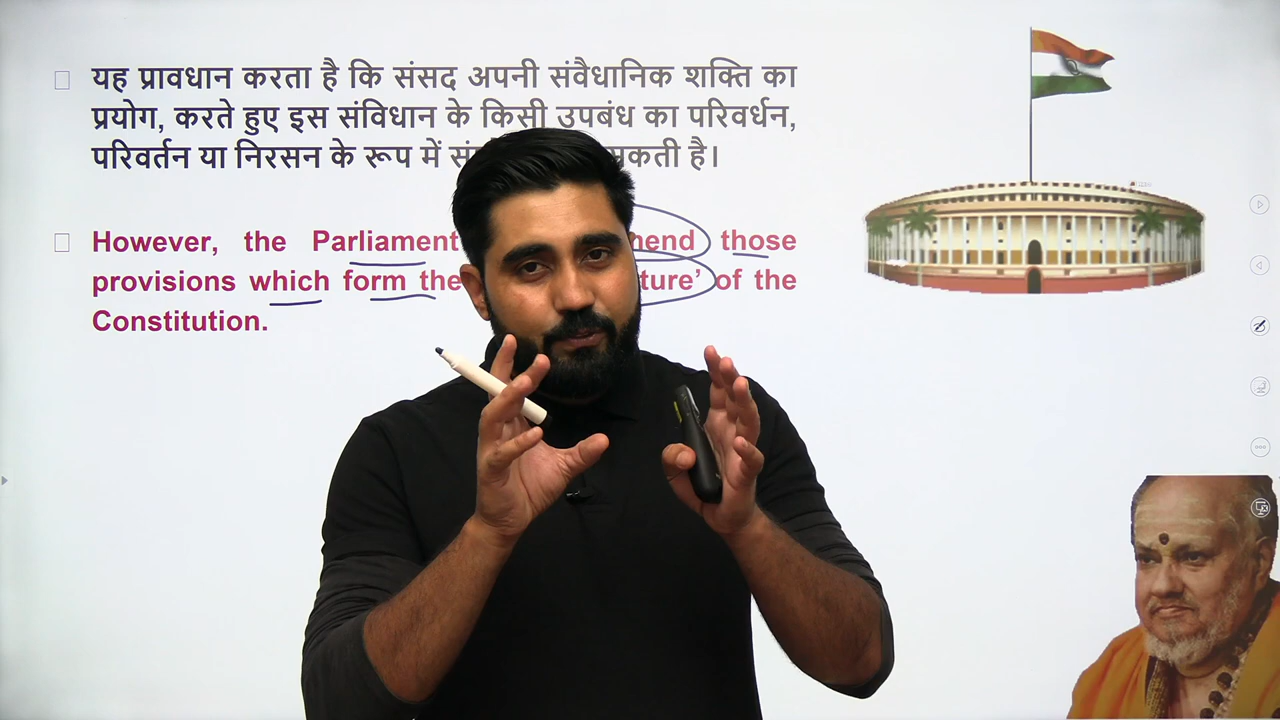 यह प्रावधान करता है कि संसद अपनी संवैधानिक शक्ति का
प्रयोग, करते हुए इस संविधान के किसी उपबंध का परिवर्धन,
परिवर्तन या निरसन के रूप में सं सकती है।
However, the Parliament mend those
provisions which form the ture’ of the
Constitution.